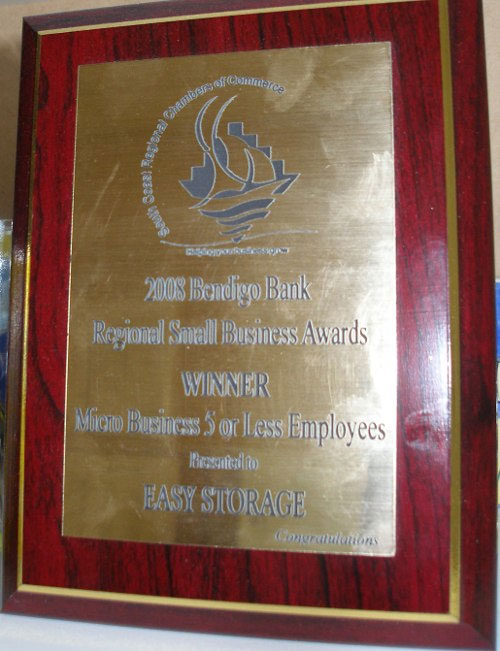 South Coast Regional Chambers of Commerce
2008 Bendigo Bank
Regional Small Business Awards
WINNER
Micro Business 5 or Less Employees
Presented to
EASY STORAGE
Congratulations